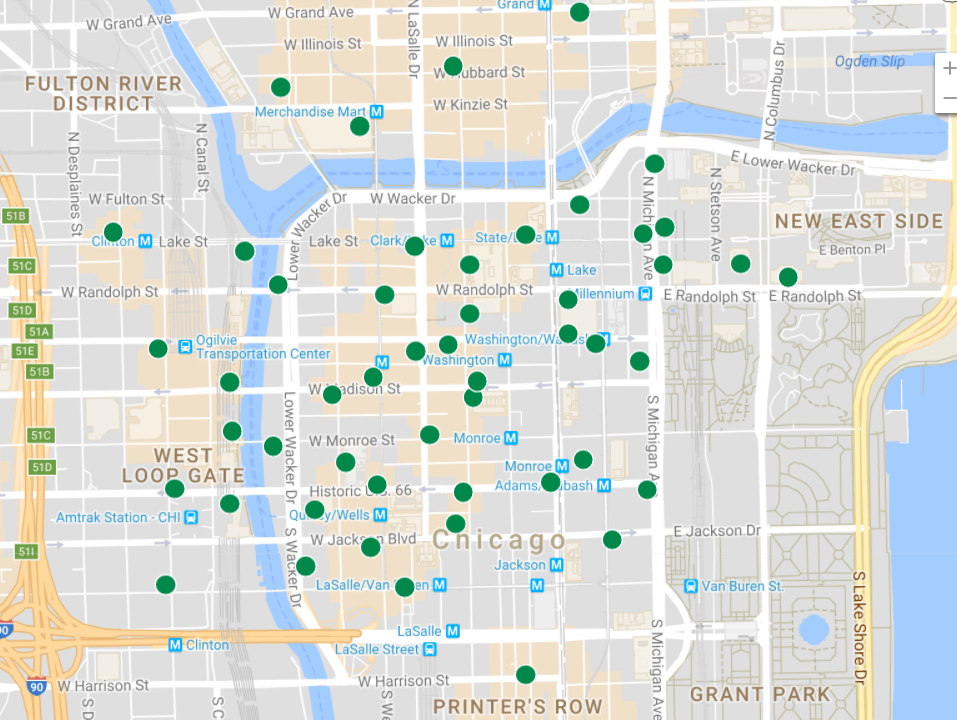 Grand M
W Grand Ave
W Grand Ave
N LaSalle Dr
W Illinois St
W Illinois St
N Columbus Dr
Ogden Slip
+
−
FULTON RIVER
DISTRICT
W Hubbard St
W Kinzie St
Merchandise Mart M
N Desplaines St
N Canal St
E Lower Wacker Dr
W Fulton St
W Wacker Dr
Lower Wacker Dr
N Michigan Ave
N Stetson Ave
51B
NEW EAST SIDE
Clinton M
Lake St
Lake St
Clark/Lake M
State/Lake M
E Benton Pl
51C
M Lake
W Randolph St
W Randolph St
Millennium
E Randolph St
E Randolph St
51D
51A
51E
51B
Ogilvie
Transportation Center
Washington/Wabash
M
Washington M
W Madison St
Lower Wacker Dr
S Michigan A
51C
W Monroe St
Monroe M
WEST
LOOP GATE
51D
Monroe M
Historic U.S. 66
Adams/Wabash M
Amtrak Station - CHI
Quincy/Wells M
S Wacker Dr
W Jackson Blvd
Chicago
E Jackson Dr
51I
Jackson M
LaSalle/Van Buren M
M
Van Buren St.
S Lake Shore Dr
90
LaSalle M
M Clinton
LaSalle Street
S Michigan Ave
90
W Harrison St
W Harrison St
S D
S C
S We
PRINTER'S ROW
GRANT PARK